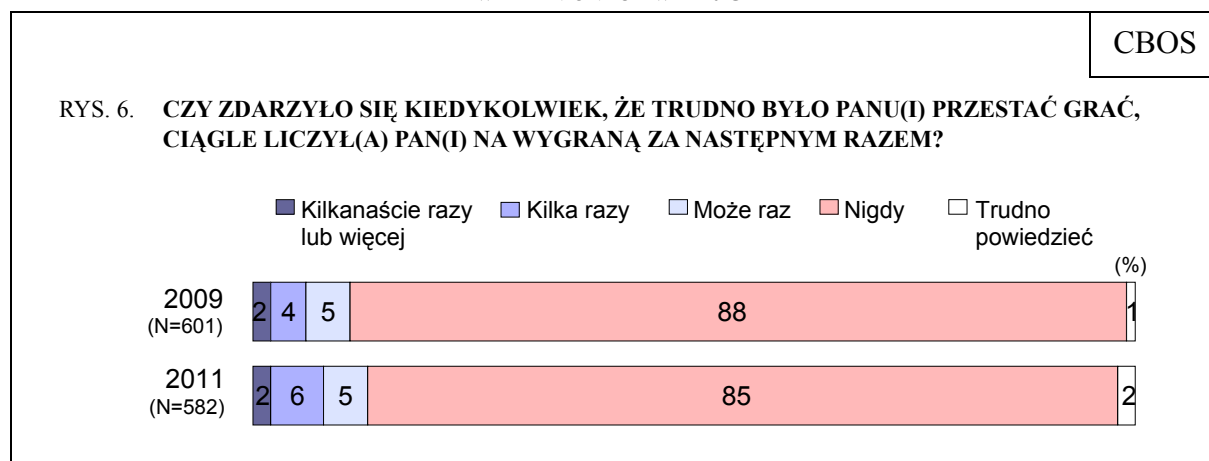 CBOS
RYS. 6. CZY ZDARZYŁO SIĘ KIEDYKOLWIEK, ŻE TRUDNO BYŁO PANU(I) PRZESTAĆ GRAĆ,
CIĄGLE LICZYŁ(A) PAN(I) NA WYGRANĄ ZA NASTĘPNYM RAZEM?
Kilkanaście razy Kilka razy Może raz Nigdy Trudno
lub więcej powiedzieć
(%)
2009 2 4 5 88 1
(N=601)
2011 2 6 5 85 2
(N=582)